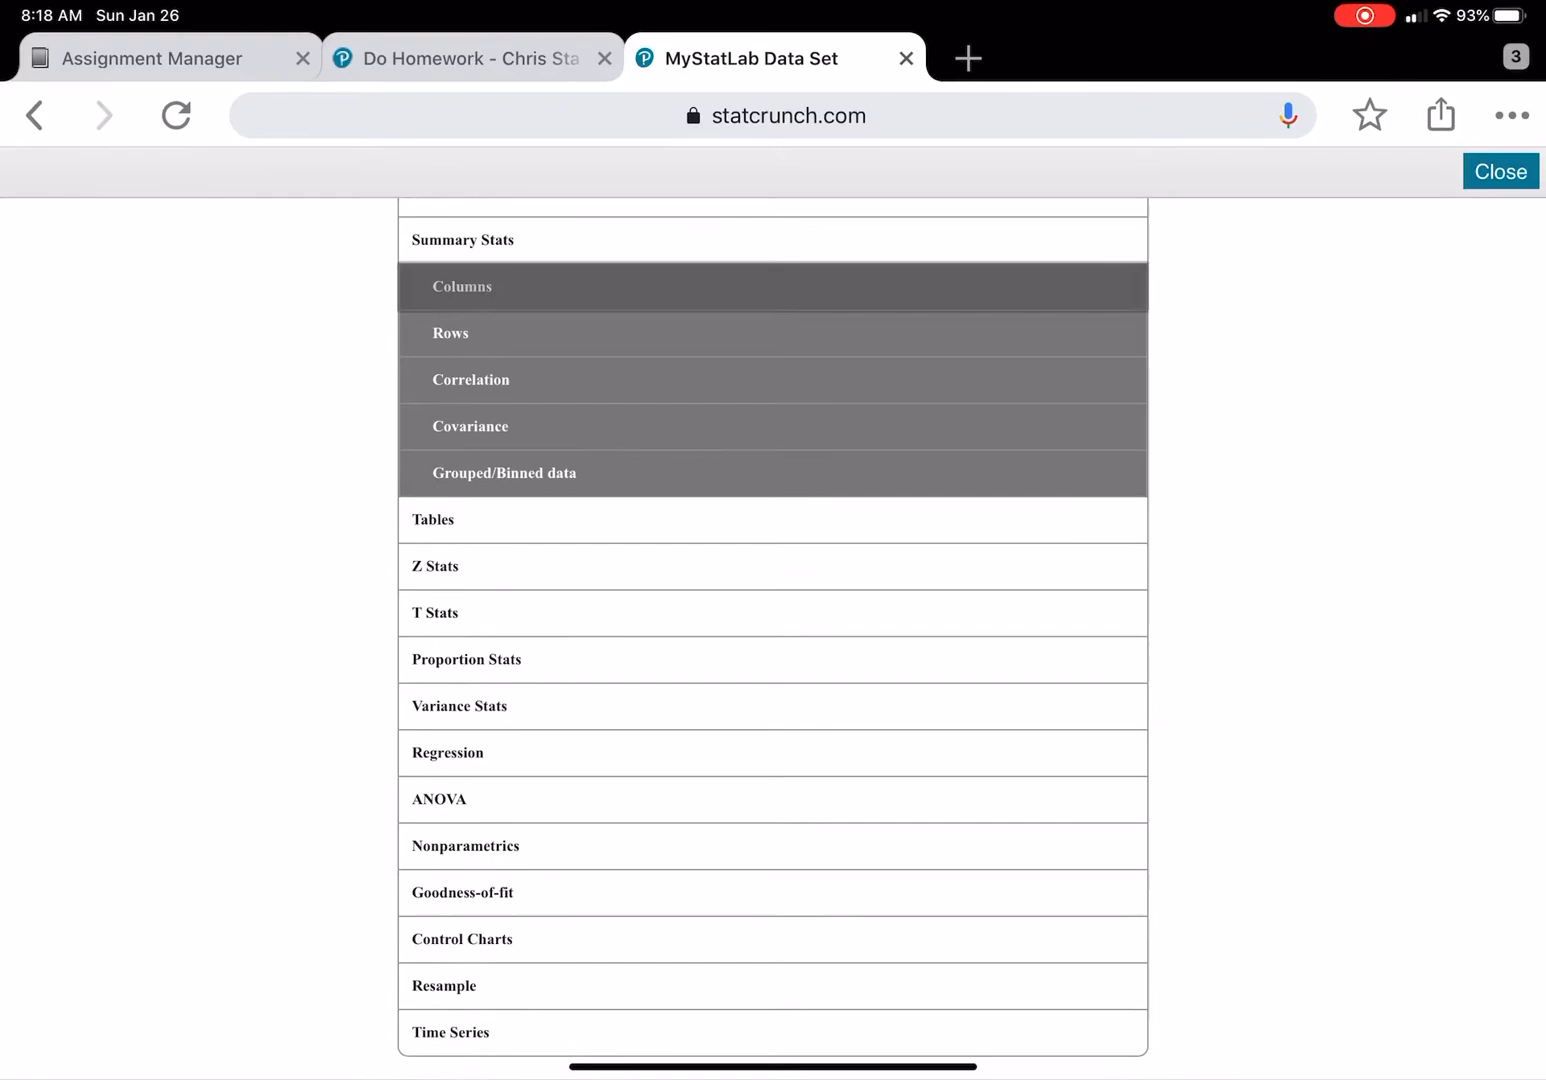 8:18 AM Sun Jan 26
93%
Assignment Manager
Do Homework - Chris Sta
MyStatLab Data Set
3
statcrunch.com
Close
Summary Stats
Columns
Rows
Correlation
Covariance
Grouped/Binned data
Tables
Z Stats
T Stats
Proportion Stats
Variance Stats
Regression
ANOVA
Nonparametrics
Goodness-of-fit
Control Charts
Resample
Time Series